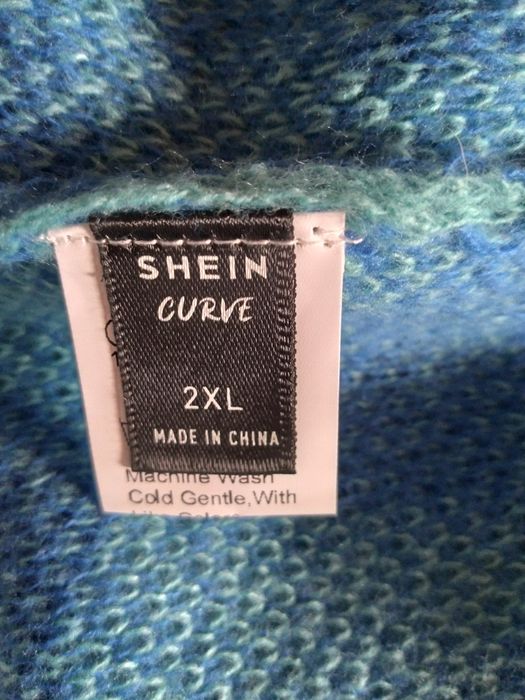 SHEIN
CURVE
2XL
MADE IN CHINA
Machine Wash
Cold Gentle, With